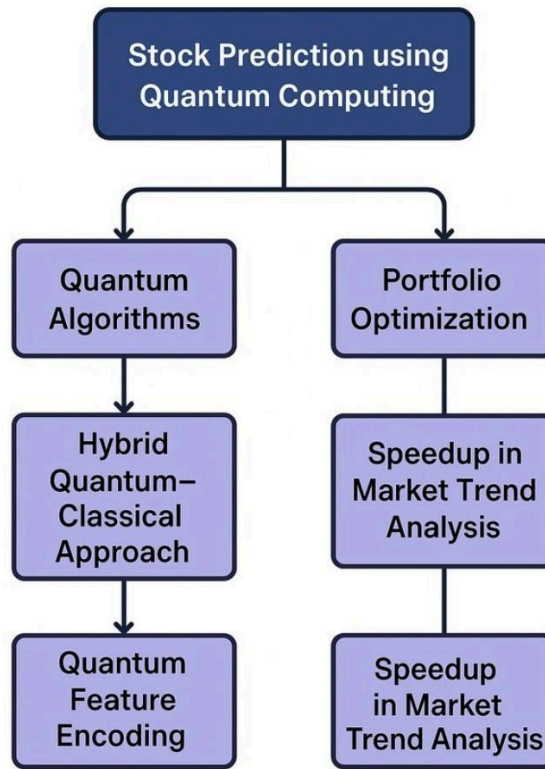 Stock Prediction using
Quantum Computing
Quantum
Algorithms
Portfolio
Optimization
Hybrid
Quantum–
Classical
Approach
Speedup in
Market Trend
Analysis
Quantum
Feature
Encoding
Speedup
in Market
Trend Analysis